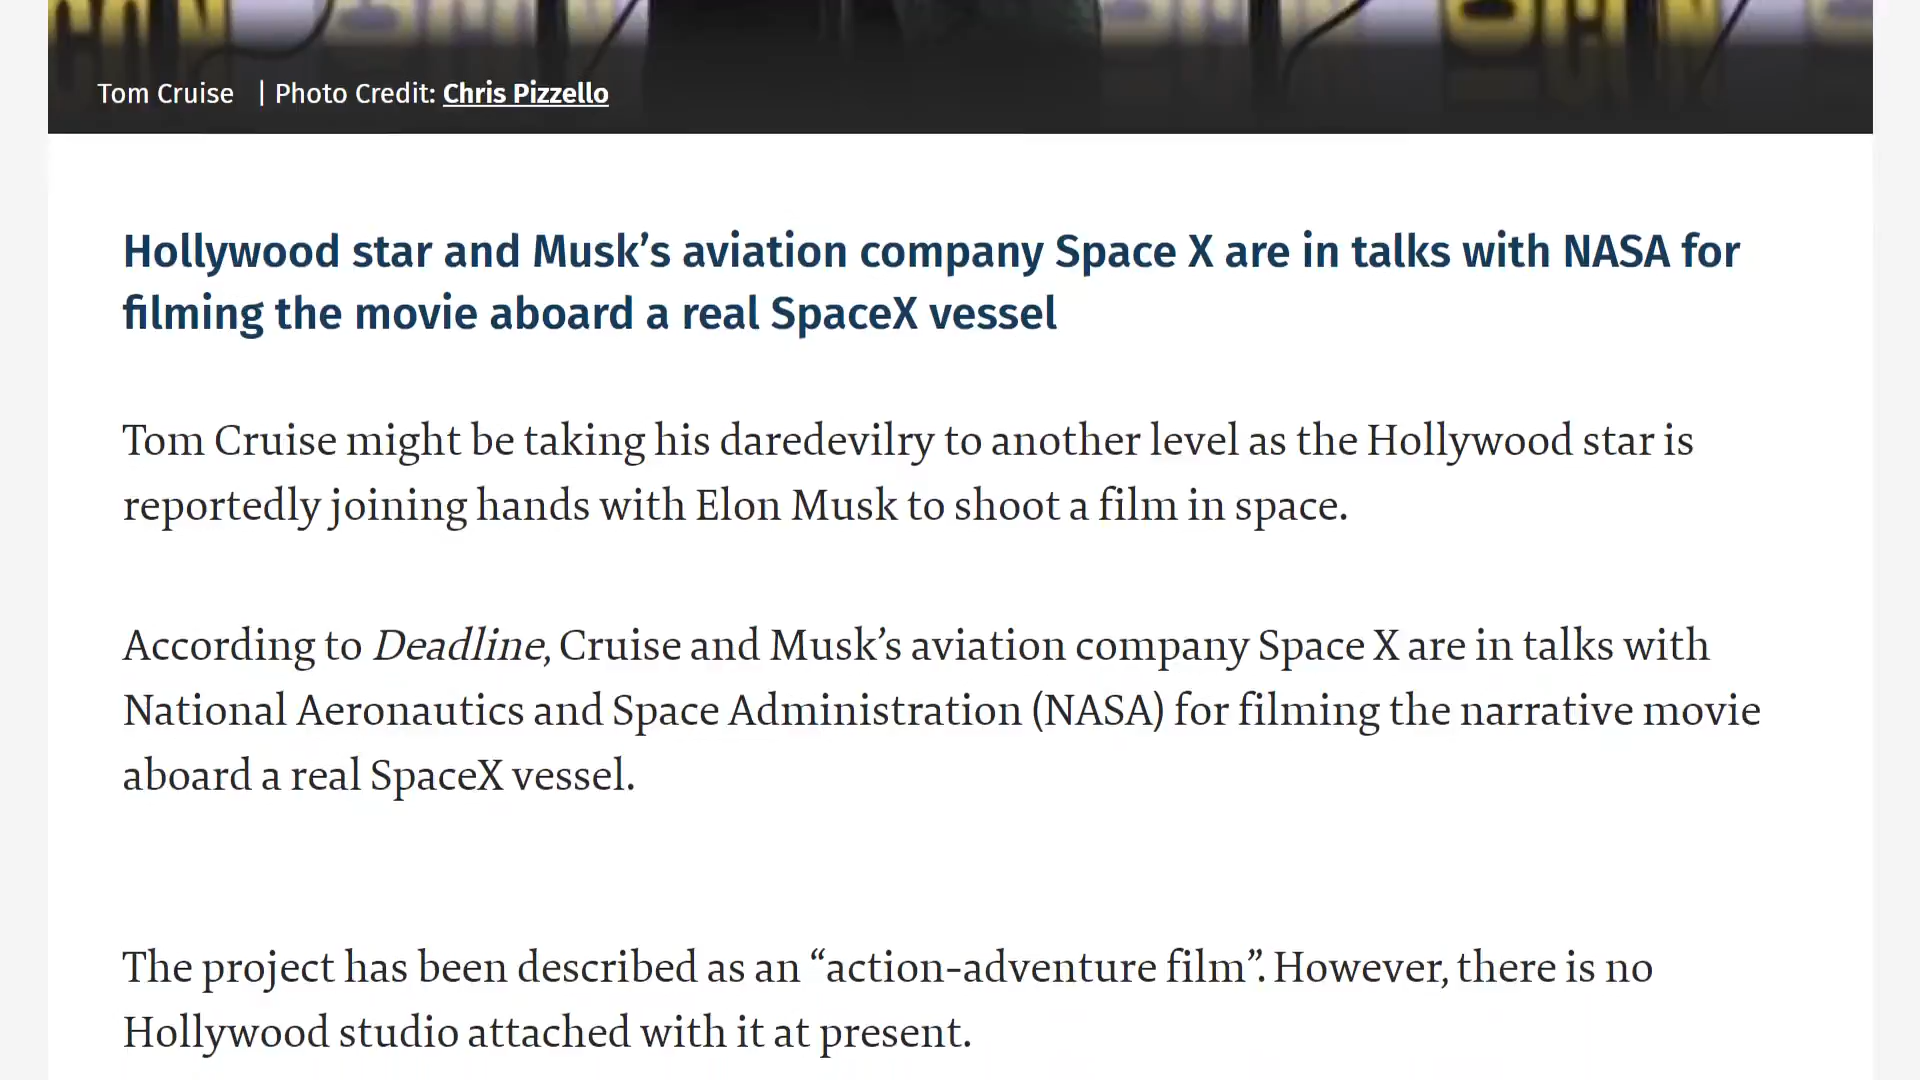 Tom Cruise | Photo Credit: Chris Pizzello
Hollywood star and Musk’s aviation company Space X are in talks with NASA for
filming the movie aboard a real SpaceX vessel
Tom Cruise might be taking his daredevilry to another level as the Hollywood star is
reportedly joining hands with Elon Musk to shoot a film in space.
According to Deadline, Cruise and Musk’s aviation company Space X are in talks with
National Aeronautics and Space Administration (NASA) for filming the narrative movie
aboard a real SpaceX vessel.
The project has been described as an “action-adventure film”. However, there is no
Hollywood studio attached with it at present.